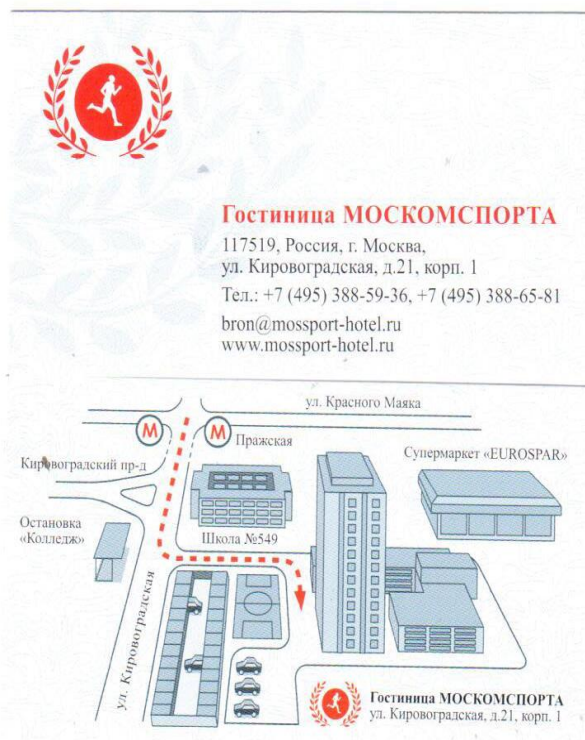 Гостиница МОСКОМСПОРТА
117519, Россия, г. Москва,
ул. Кировоградская, д.21, корп. 1
Тел.: +7 (495) 388-59-36, +7 (495) 388-65-81
bron@mossport-hotel.ru
www.mossport-hotel.ru
ул. Красного Маяка
М
М
Пражская
Кировоградский пр-д
Супермаркет «EUROSPAR»
Остановка
«Колледж»
Школа №549
ул. Кировоградская
Гостиница МОСКОМСПОРТА
ул. Кировоградская, д.21, корп. 1